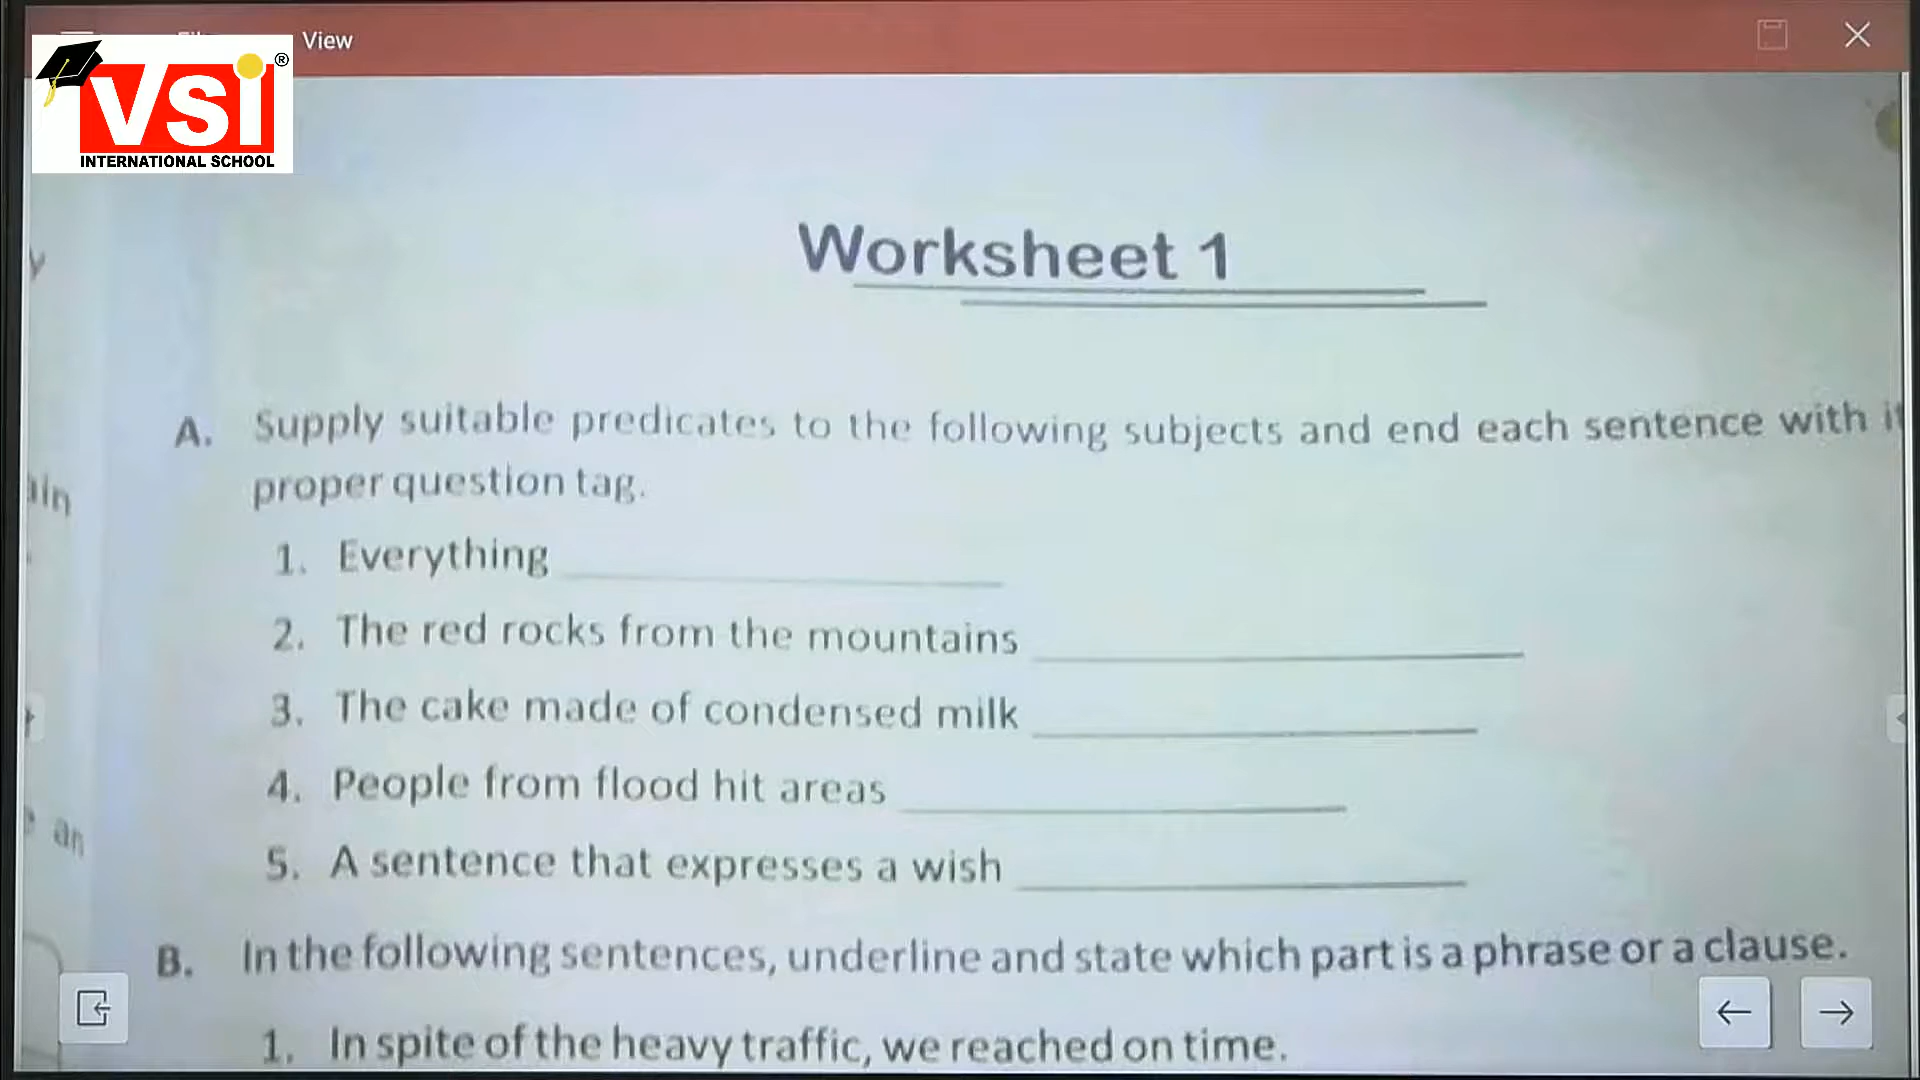 View
vsi®
INTERNATIONAL SCHOOL
Worksheet 1
A. Supply suitable predicates to the following subjects and end each sentence with
proper question tag.
1. Everything
2. The red rocks from the mountains
3. The cake made of condensed milk
4. People from flood hit areas
5. A sentence that expresses a wish
B. In the following sentences, underline and state which part is a phrase or a clause.
1. In spite of the heavy traffic, we reached on time.
an